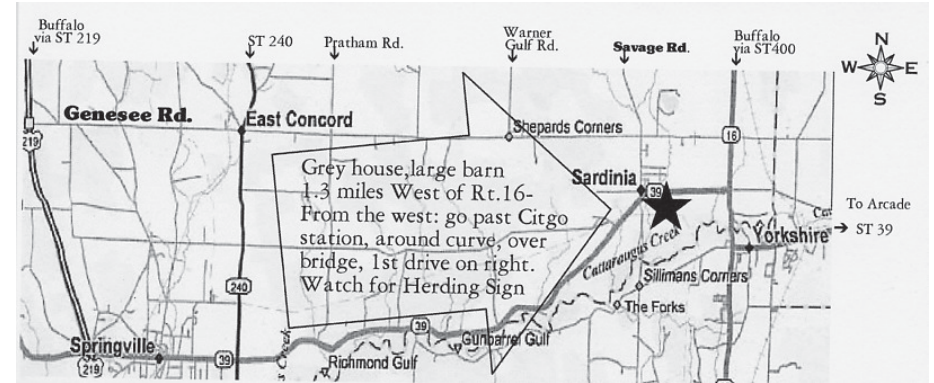 Buffalo
via ST 219
ST 240
Pratham Rd.
Warner
Gulf Rd.
Savage Rd.
Buffalo
via ST400
N
W E
S
Genesee Rd.
219
East Concord
16
Shepards Corners
Grey house,large barn
1.3 miles West of Rt.16-
From the west: go past Citgo
station, around curve, over
bridge, 1st drive on right.
Watch for Herding Sign
Sardinia
39
To Arcade
ST 39
Yorkshire
Cattaraugus Creek
Sillimans Corners
The Forks
240
39
Gunbarrel Gulf
Springville
219
39
Creek
Richmond Gulf